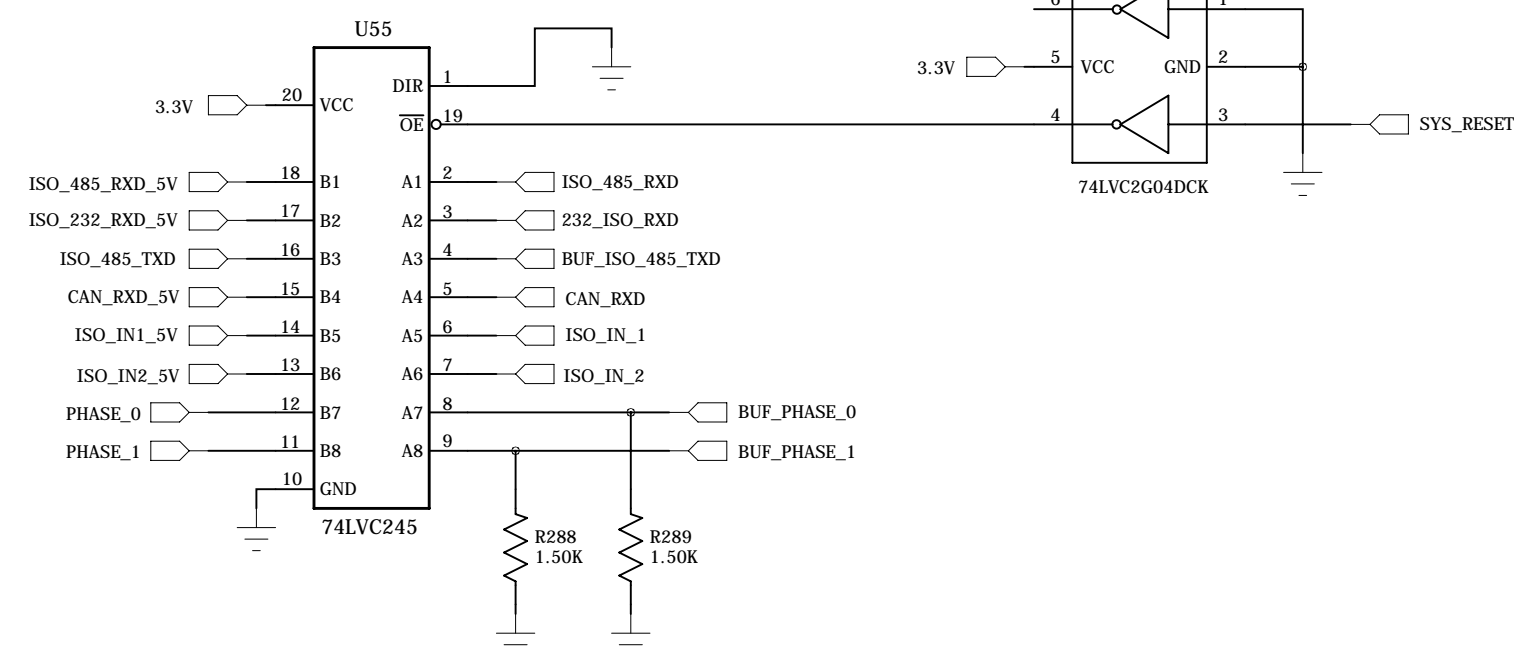 U55
DIR 1
3.3V 20 VCC
OE 19
ISO_485_RXD_5V 18 B1 A1 2 ISO_485_RXD
ISO_232_RXD_5V 17 B2 A2 3 232_ISO_RXD
ISO_485_TXD 16 B3 A3 4 BUF_ISO_485_TXD
CAN_RXD_5V 15 B4 A4 5 CAN_RXD
ISO_IN1_5V 14 B5 A5 6 ISO_IN_1
ISO_IN2_5V 13 B6 A6 7 ISO_IN_2
PHASE_0 12 B7 A7 8 BUF_PHASE_0
PHASE_1 11 B8 A8 9 BUF_PHASE_1
10 GND
74LVC245
R288
1.50K
R289
1.50K
6 1
3.3V 5 VCC GND 2
4 3 SYS_RESET
74LVC2G04DCK